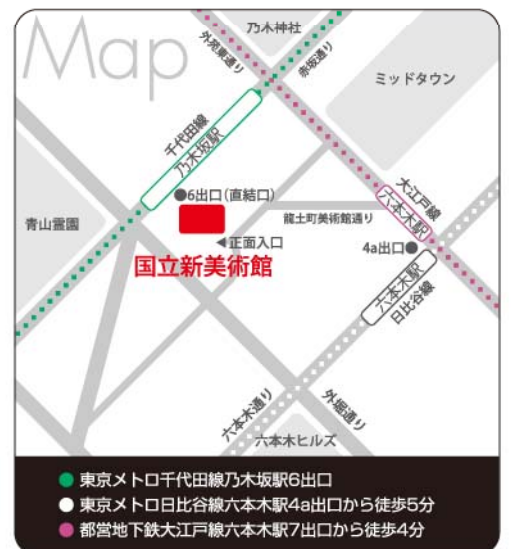 Map
乃木神社
外苑東通り
赤坂通り
ミッドタウン
千代田線
乃木坂駅
●6出口(直結口)
大江戸線
六本木駅
青山霊園
龍土町美術館通り
◀正面入口
4a出口●
国立新美術館
六本木駅
日比谷線
六本木通り
外堀通り
六本木ヒルズ
● 東京メトロ千代田線乃木坂駅6出口
● 東京メトロ日比谷線六本木駅4a出口から徒歩5分
● 都営地下鉄大江戸線六本木駅7出口から徒歩4分